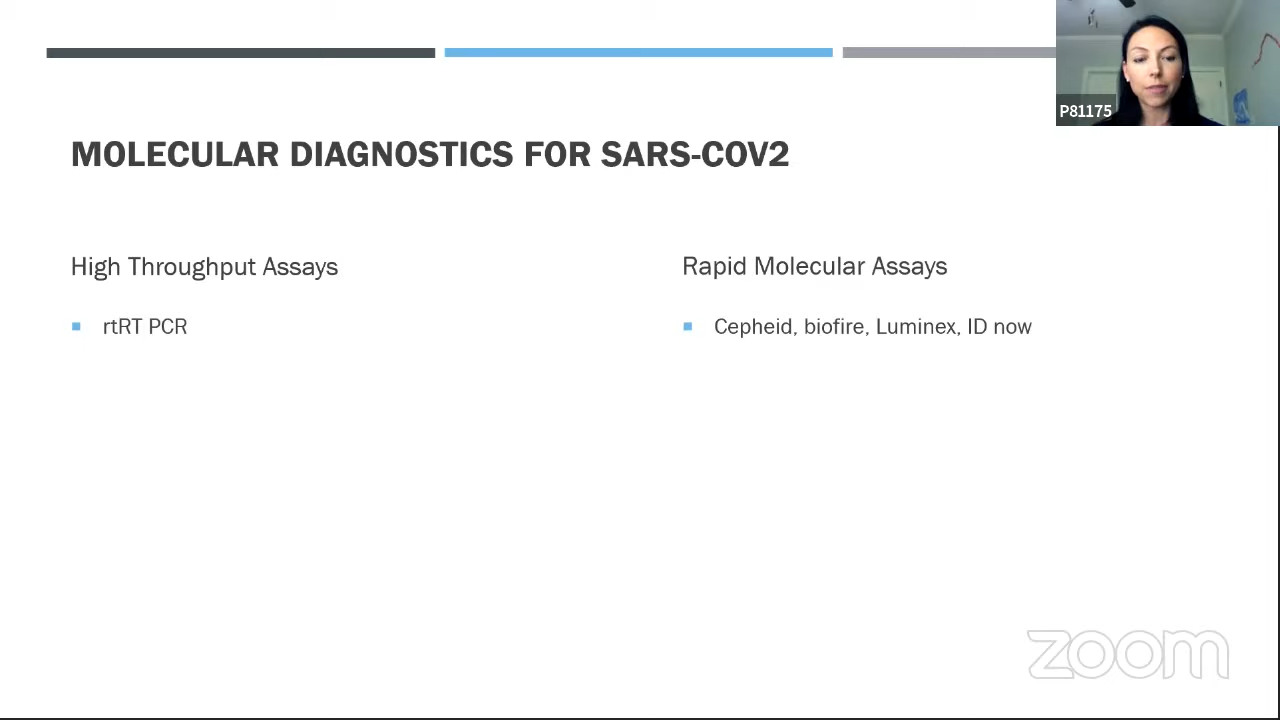 P81175
MOLECULAR DIAGNOSTICS FOR SARS-COV2
High Throughput Assays
rtRT PCR
Rapid Molecular Assays
Cepheid, biofire, Luminex, ID now
zoom